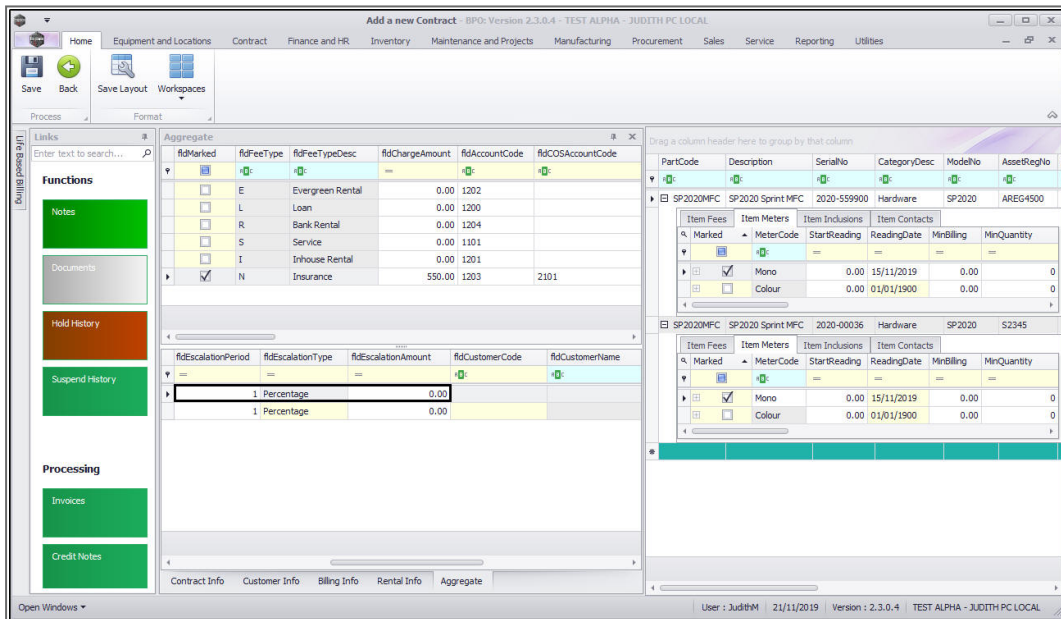 Add a new Contract - BPO: Version 2.3.0.4 - TEST ALPHA - JUDITH PC LOCAL
Home Equipment and Locations Contract Finance and HR Inventory Maintenance and Projects Manufacturing Procurement Sales Service Reporting Utilities
Save Back Save Layout Workspaces
Process Format
Life Based Billing
Links
Enter text to search...
Functions
Notes
Documents
Hold History
Suspend History
Processing
Invoices
Credit Notes
Aggregate
fldMarked fldFeeType fldFeeTypeDesc fldChargeAmount fldAccountCode fldCOSAccountCode
E Evergreen Rental 0.00 1202
L Loan 0.00 1200
R Bank Rental 0.00 1204
S Service 0.00 1101
I Inhouse Rental 0.00 1201
N Insurance 550.00 1203 2101
fldEscalationPeriod fldEscalationType fldEscalationAmount fldCustomerCode fldCustomerName
1 Percentage 0.00
1 Percentage 0.00
Contract Info Customer Info Billing Info Rental Info Aggregate
Drag a column header here to group by that column
PartCode Description SerialNo CategoryDesc ModelNo AssetRegNo
SP2020MFC SP2020 Sprint MFC 2020-559900 Hardware SP2020 AREG4500
Item Fees Item Meters Item Inclusions Item Contacts
Marked MeterCode StartReading ReadingDate MinBilling MinQuantity
Mono 0.00 15/11/2019 0.00 0
Colour 0.00 01/01/1900 0.00 0
SP2020MFC SP2020 Sprint MFC 2020-00036 Hardware SP2020 S2345
Item Fees Item Meters Item Inclusions Item Contacts
Marked MeterCode StartReading ReadingDate MinBilling MinQuantity
Mono 0.00 15/11/2019 0.00 0
Colour 0.00 01/01/1900 0.00 0
Open Windows User : JudithM 21/11/2019 Version : 2.3.0.4 TEST ALPHA - JUDITH PC LOCAL